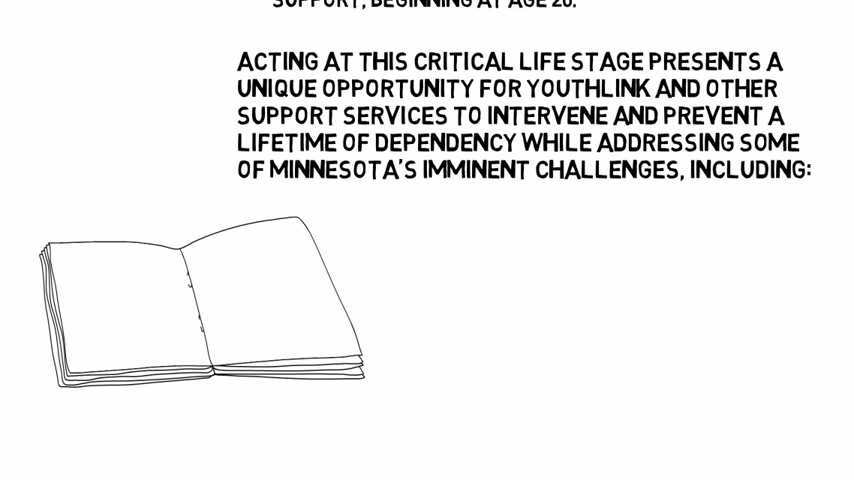 SUPPORT, BEGINNING AT AGE 20.
ACTING AT THIS CRITICAL LIFE STAGE PRESENTS A
UNIQUE OPPORTUNITY FOR YOUTHLINK AND OTHER
SUPPORT SERVICES TO INTERVENE AND PREVENT A
LIFETIME OF DEPENDENCY WHILE ADDRESSING SOME
OF MINNESOTA'S IMMINENT CHALLENGES, INCLUDING: